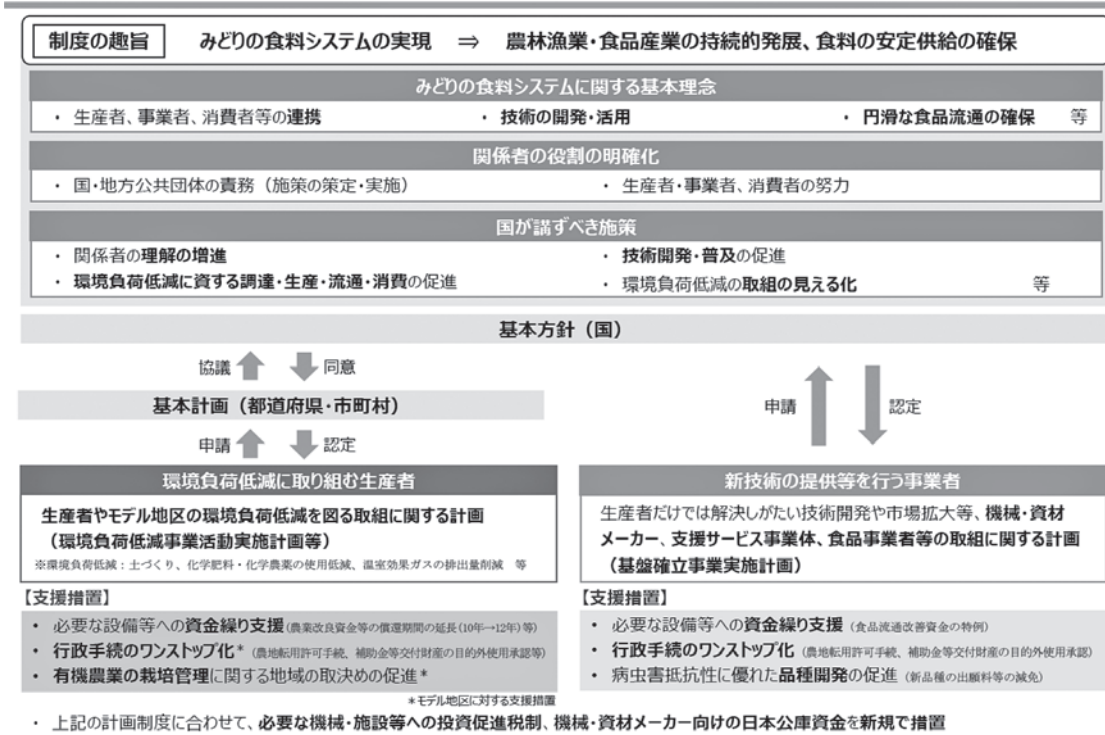 制度の趣旨 みどりの食料システムの実現 ⇒ 農林漁業・食品産業の持続的発展、食料の安定供給の確保
みどりの食料システムに関する基本理念
・ 生産者、事業者、消費者等の連携 ・ 技術の開発・活用 ・ 円滑な食品流通の確保 等
関係者の役割の明確化
・ 国・地方公共団体の責務（施策の策定・実施） ・ 生産者・事業者、消費者の努力
国が講ずべき施策
・ 関係者の理解の増進 ・ 技術開発・普及の促進
・ 環境負荷低減に資する調達・生産・流通・消費の促進 ・ 環境負荷低減の取組の見える化 等
基本方針（国）
協議 同意
基本計画（都道府県・市町村）
申請 認定
申請 認定
環境負荷低減に取り組む生産者
生産者やモデル地区の環境負荷低減を図る取組に関する計画
（環境負荷低減事業活動実施計画等）
※環境負荷低減：土づくり、化学肥料・化学農薬の使用低減、温室効果ガスの排出量削減 等
【支援措置】
・ 必要な設備等への資金繰り支援（農業改良資金等の償還期間の延長（10年→12年）等）
・ 行政手続のワンストップ化＊（農地転用許可手続、補助金等交付財産の目的外使用承認等）
・ 有機農業の栽培管理に関する地域の取決めの促進＊
＊モデル地区に対する支援措置
新技術の提供等を行う事業者
生産者だけでは解決しがたい技術開発や市場拡大等、機械・資材
メーカー、支援サービス事業体、食品事業者等の取組に関する計画
（基盤確立事業実施計画）
【支援措置】
・ 必要な設備等への資金繰り支援（食品流通改善資金の特例）
・ 行政手続のワンストップ化（農地転用許可手続、補助金等交付財産の目的外使用承認）
・ 病虫害抵抗性に優れた品種開発の促進（新品種の出願料等の減免）
・ 上記の計画制度に合わせて、必要な機械・施設等への投資促進税制、機械・資材メーカー向けの日本公庫資金を新規で措置